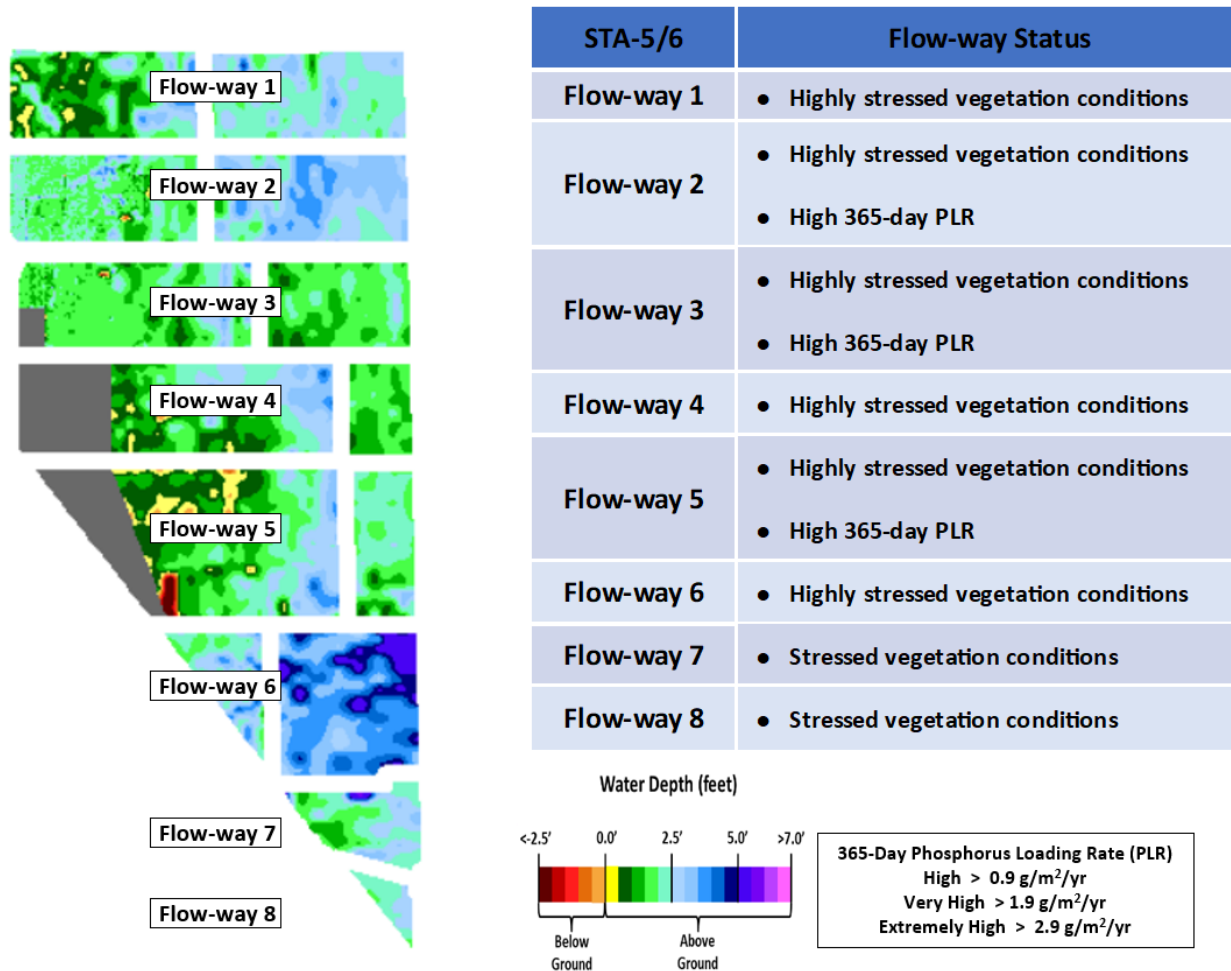 Flow-way 1
Flow-way 2
Flow-way 3
Flow-way 4
Flow-way 5
Flow-way 6
Flow-way 7
Flow-way 8
STA-5/6 Flow-way Status
Flow-way 1 ● Highly stressed vegetation conditions
Flow-way 2 ● Highly stressed vegetation conditions
● High 365-day PLR
Flow-way 3 ● Highly stressed vegetation conditions
● High 365-day PLR
Flow-way 4 ● Highly stressed vegetation conditions
Flow-way 5 ● Highly stressed vegetation conditions
● High 365-day PLR
Flow-way 6 ● Highly stressed vegetation conditions
Flow-way 7 ● Stressed vegetation conditions
Flow-way 8 ● Stressed vegetation conditions
Water Depth (feet)
<-2.5' 0.0' 2.5' 5.0' >7.0'
Below
Ground
Above
Ground
365-Day Phosphorus Loading Rate (PLR)
High > 0.9 g/m²/yr
Very High > 1.9 g/m²/yr
Extremely High > 2.9 g/m²/yr